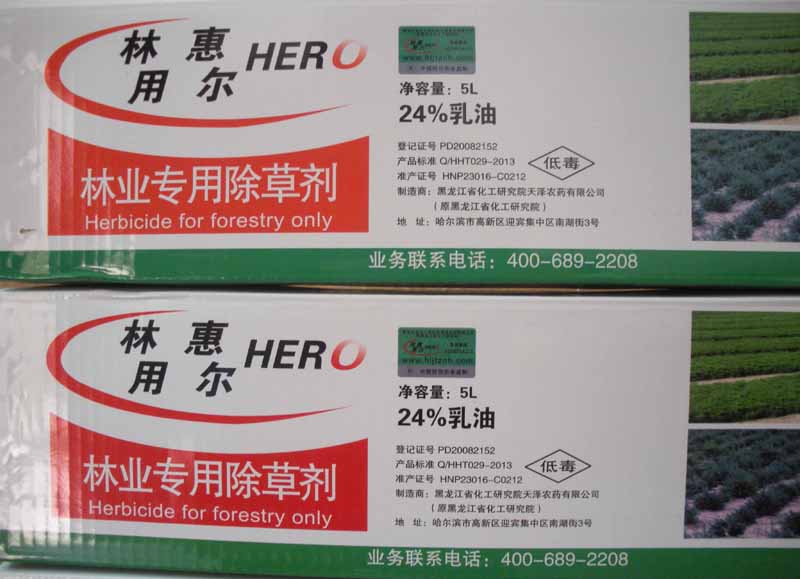 林 惠
用 尔
HERO
www.hljtznh.com
净容量：5L
24%乳油
登记证号 PD20082152
产品标准 Q/HHT029-2013
准产证号 HNP23016-C0212
低毒
制造商：黑龙江省化工研究院天泽农药有限公司
（原黑龙江省化工研究院）
地 址：哈尔滨市高新区迎宾集中区南湖街3号
林业专用除草剂
Herbicide for forestry only
业务联系电话：400-689-2208
林 惠
用 尔
HERO
www.hljtznh.com
净容量：5L
24%乳油
登记证号 PD20082152
产品标准 Q/HHT029-2013
准产证号 HNP23016-C0212
低毒
制造商：黑龙江省化工研究院天泽农药有限公司
（原黑龙江省化工研究院）
地 址：哈尔滨市高新区迎宾集中区南湖街3号
林业专用除草剂
Herbicide for forestry only
业务联系电话：400-689-2208